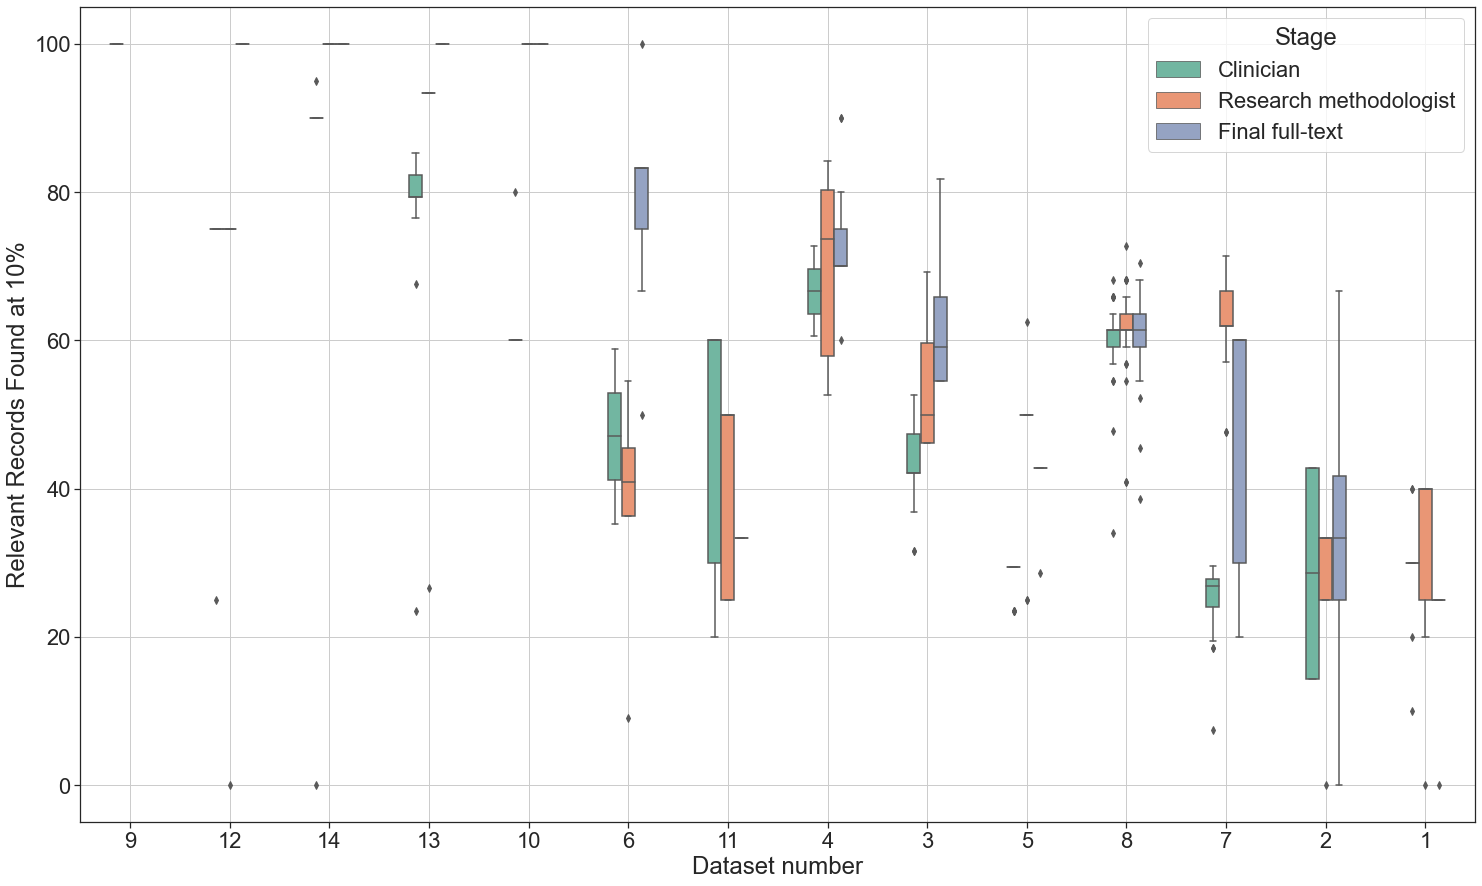 Stage
Clinician
Research methodologist
Final full-text
Relevant Records Found at 10%
100
80
60
40
20
0
9 12 14 13 10 6 11 4 3 5 8 7 2 1
Dataset number